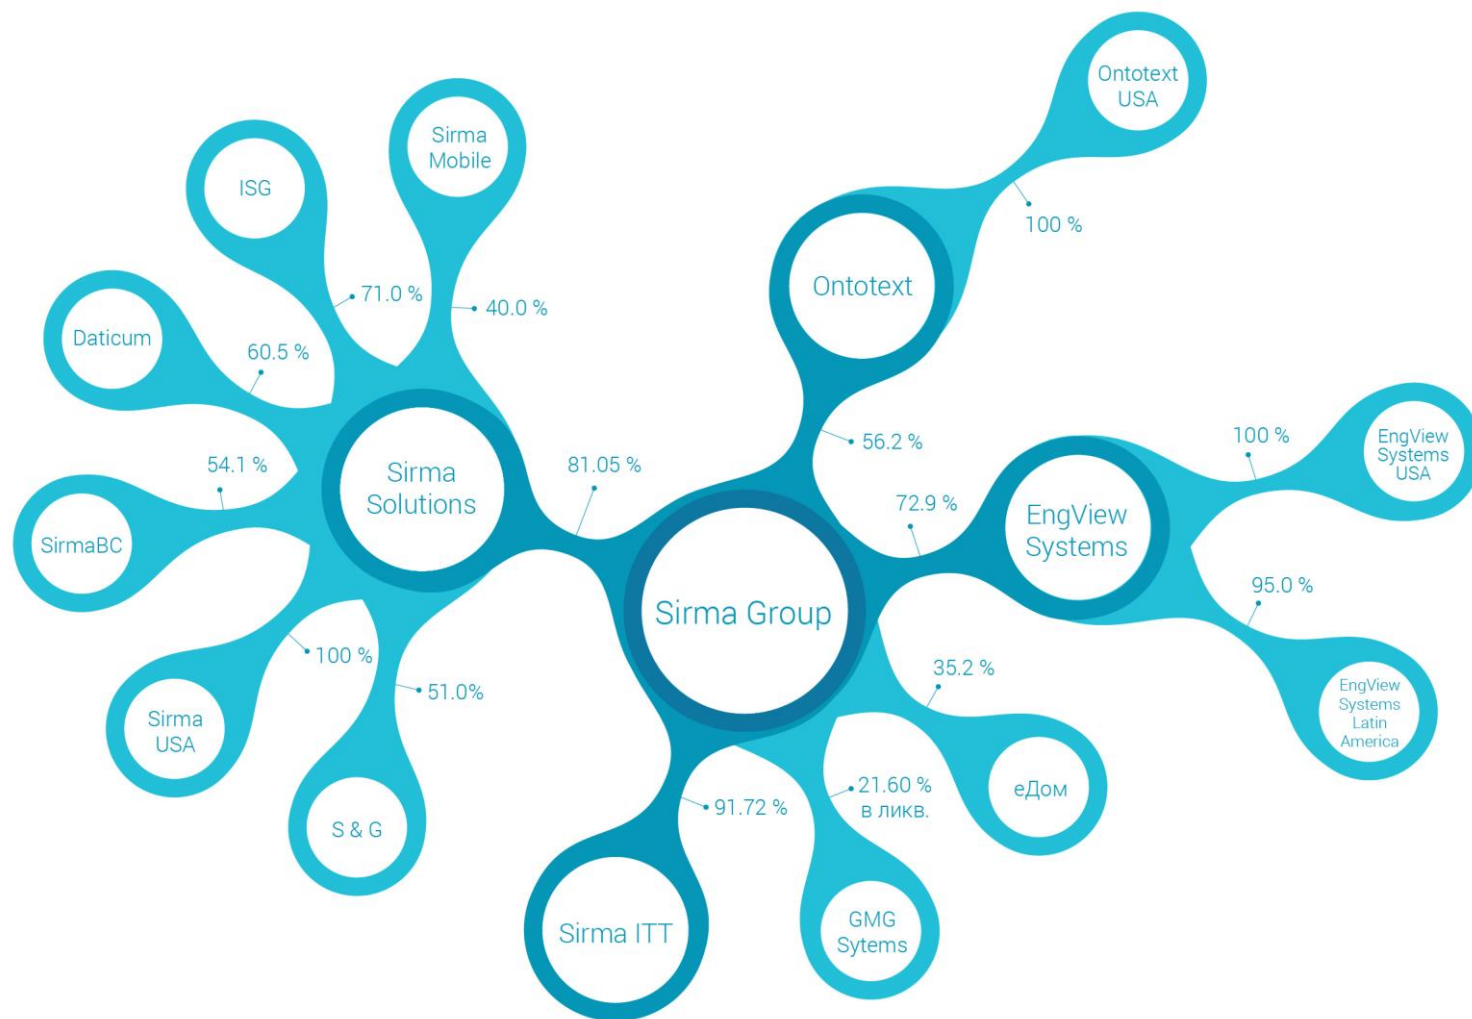 Ontotext
USA
Sirma
Mobile
ISG
100 %
Ontotext
71.0 %
40.0 %
Daticum
60.5 %
56.2 %
100 %
EngView
Systems
USA
54.1 %
81.05 %
Sirma
Solutions
72.9 %
EngView
Systems
SirmaBC
95.0 %
Sirma Group
100 %
51.0%
35.2 %
EngView
Systems
Latin
America
Sirma
USA
91.72 %
21.60 %
в ликв.
еДом
S & G
Sirma ITT
GMG
Sytems